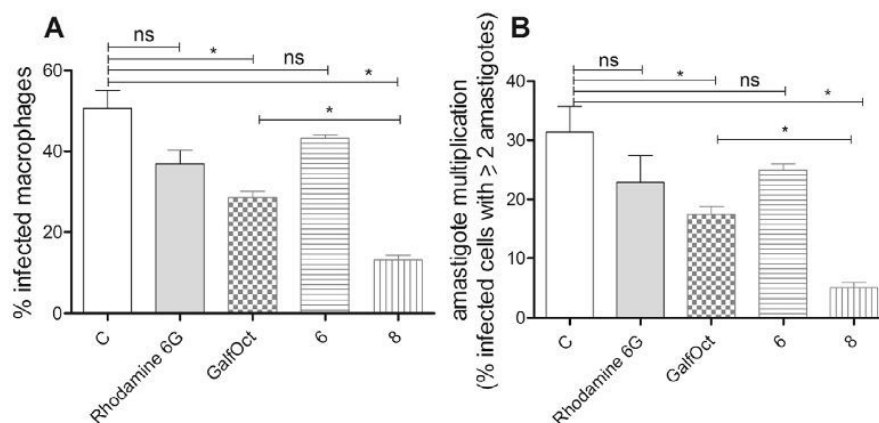 A
ns
*
ns
*
*
% infected macrophages
60
40
20
0
C
Rhodamine 6G
GalfOct
6
8
B
ns
*
ns
*
*
amastigote multiplication
(% infected cells with ≥ 2 amastigotes)
40
30
20
10
0
C
Rhodamine 6G
GalfOct
6
8